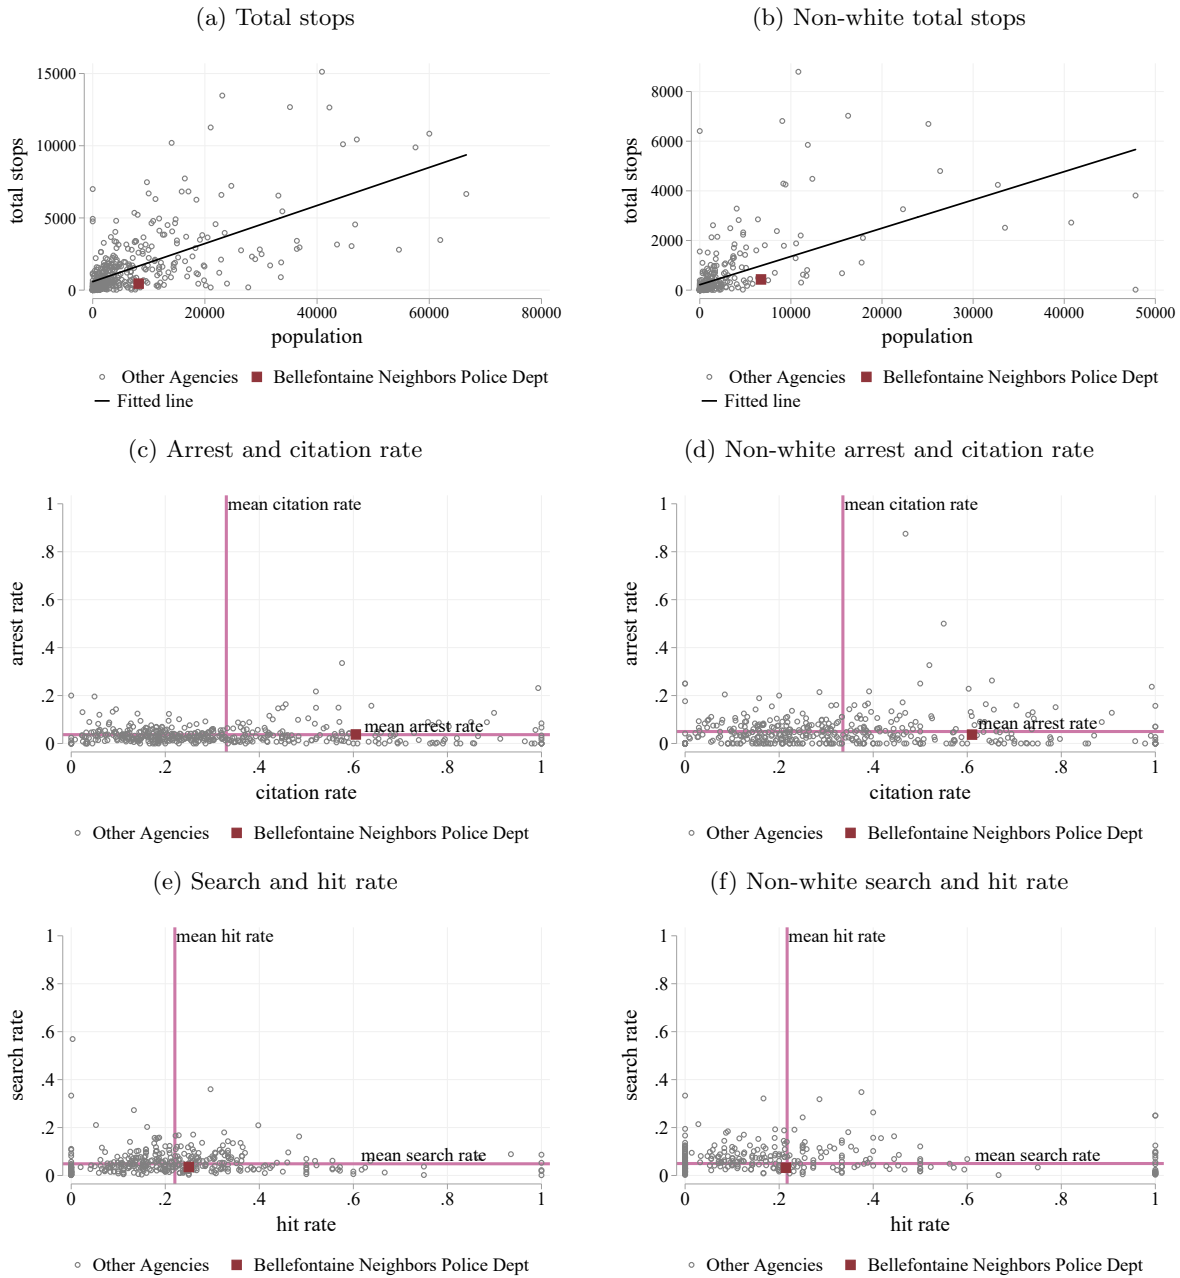 (a) Total stops
(b) Non-white total stops
15000
10000
5000
0
total stops
0 20000 40000 60000 80000
population
Other Agencies Bellefontaine Neighbors Police Dept
Fitted line
8000
6000
4000
2000
0
total stops
0 10000 20000 30000 40000 50000
population
Other Agencies Bellefontaine Neighbors Police Dept
Fitted line
(c) Arrest and citation rate
(d) Non-white arrest and citation rate
1
.8
.6
.4
.2
0
arrest rate
mean citation rate
mean arrest rate
0 .2 .4 .6 .8 1
citation rate
Other Agencies Bellefontaine Neighbors Police Dept
1
.8
.6
.4
.2
0
arrest rate
mean citation rate
mean arrest rate
0 .2 .4 .6 .8 1
citation rate
Other Agencies Bellefontaine Neighbors Police Dept
(e) Search and hit rate
(f) Non-white search and hit rate
1
.8
.6
.4
.2
0
search rate
mean hit rate
mean search rate
0 .2 .4 .6 .8 1
hit rate
Other Agencies Bellefontaine Neighbors Police Dept
1
.8
.6
.4
.2
0
search rate
mean hit rate
mean search rate
0 .2 .4 .6 .8 1
hit rate
Other Agencies Bellefontaine Neighbors Police Dept